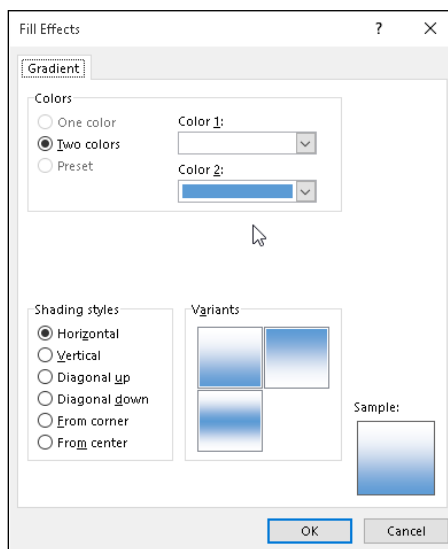 Fill Effects
?
Gradient
Colors
One color
Two colors
Preset
Color 1:
Color 2:
Shading styles
Horizontal
Vertical
Diagonal up
Diagonal down
From corner
From center
Variants
Sample:
OK
Cancel